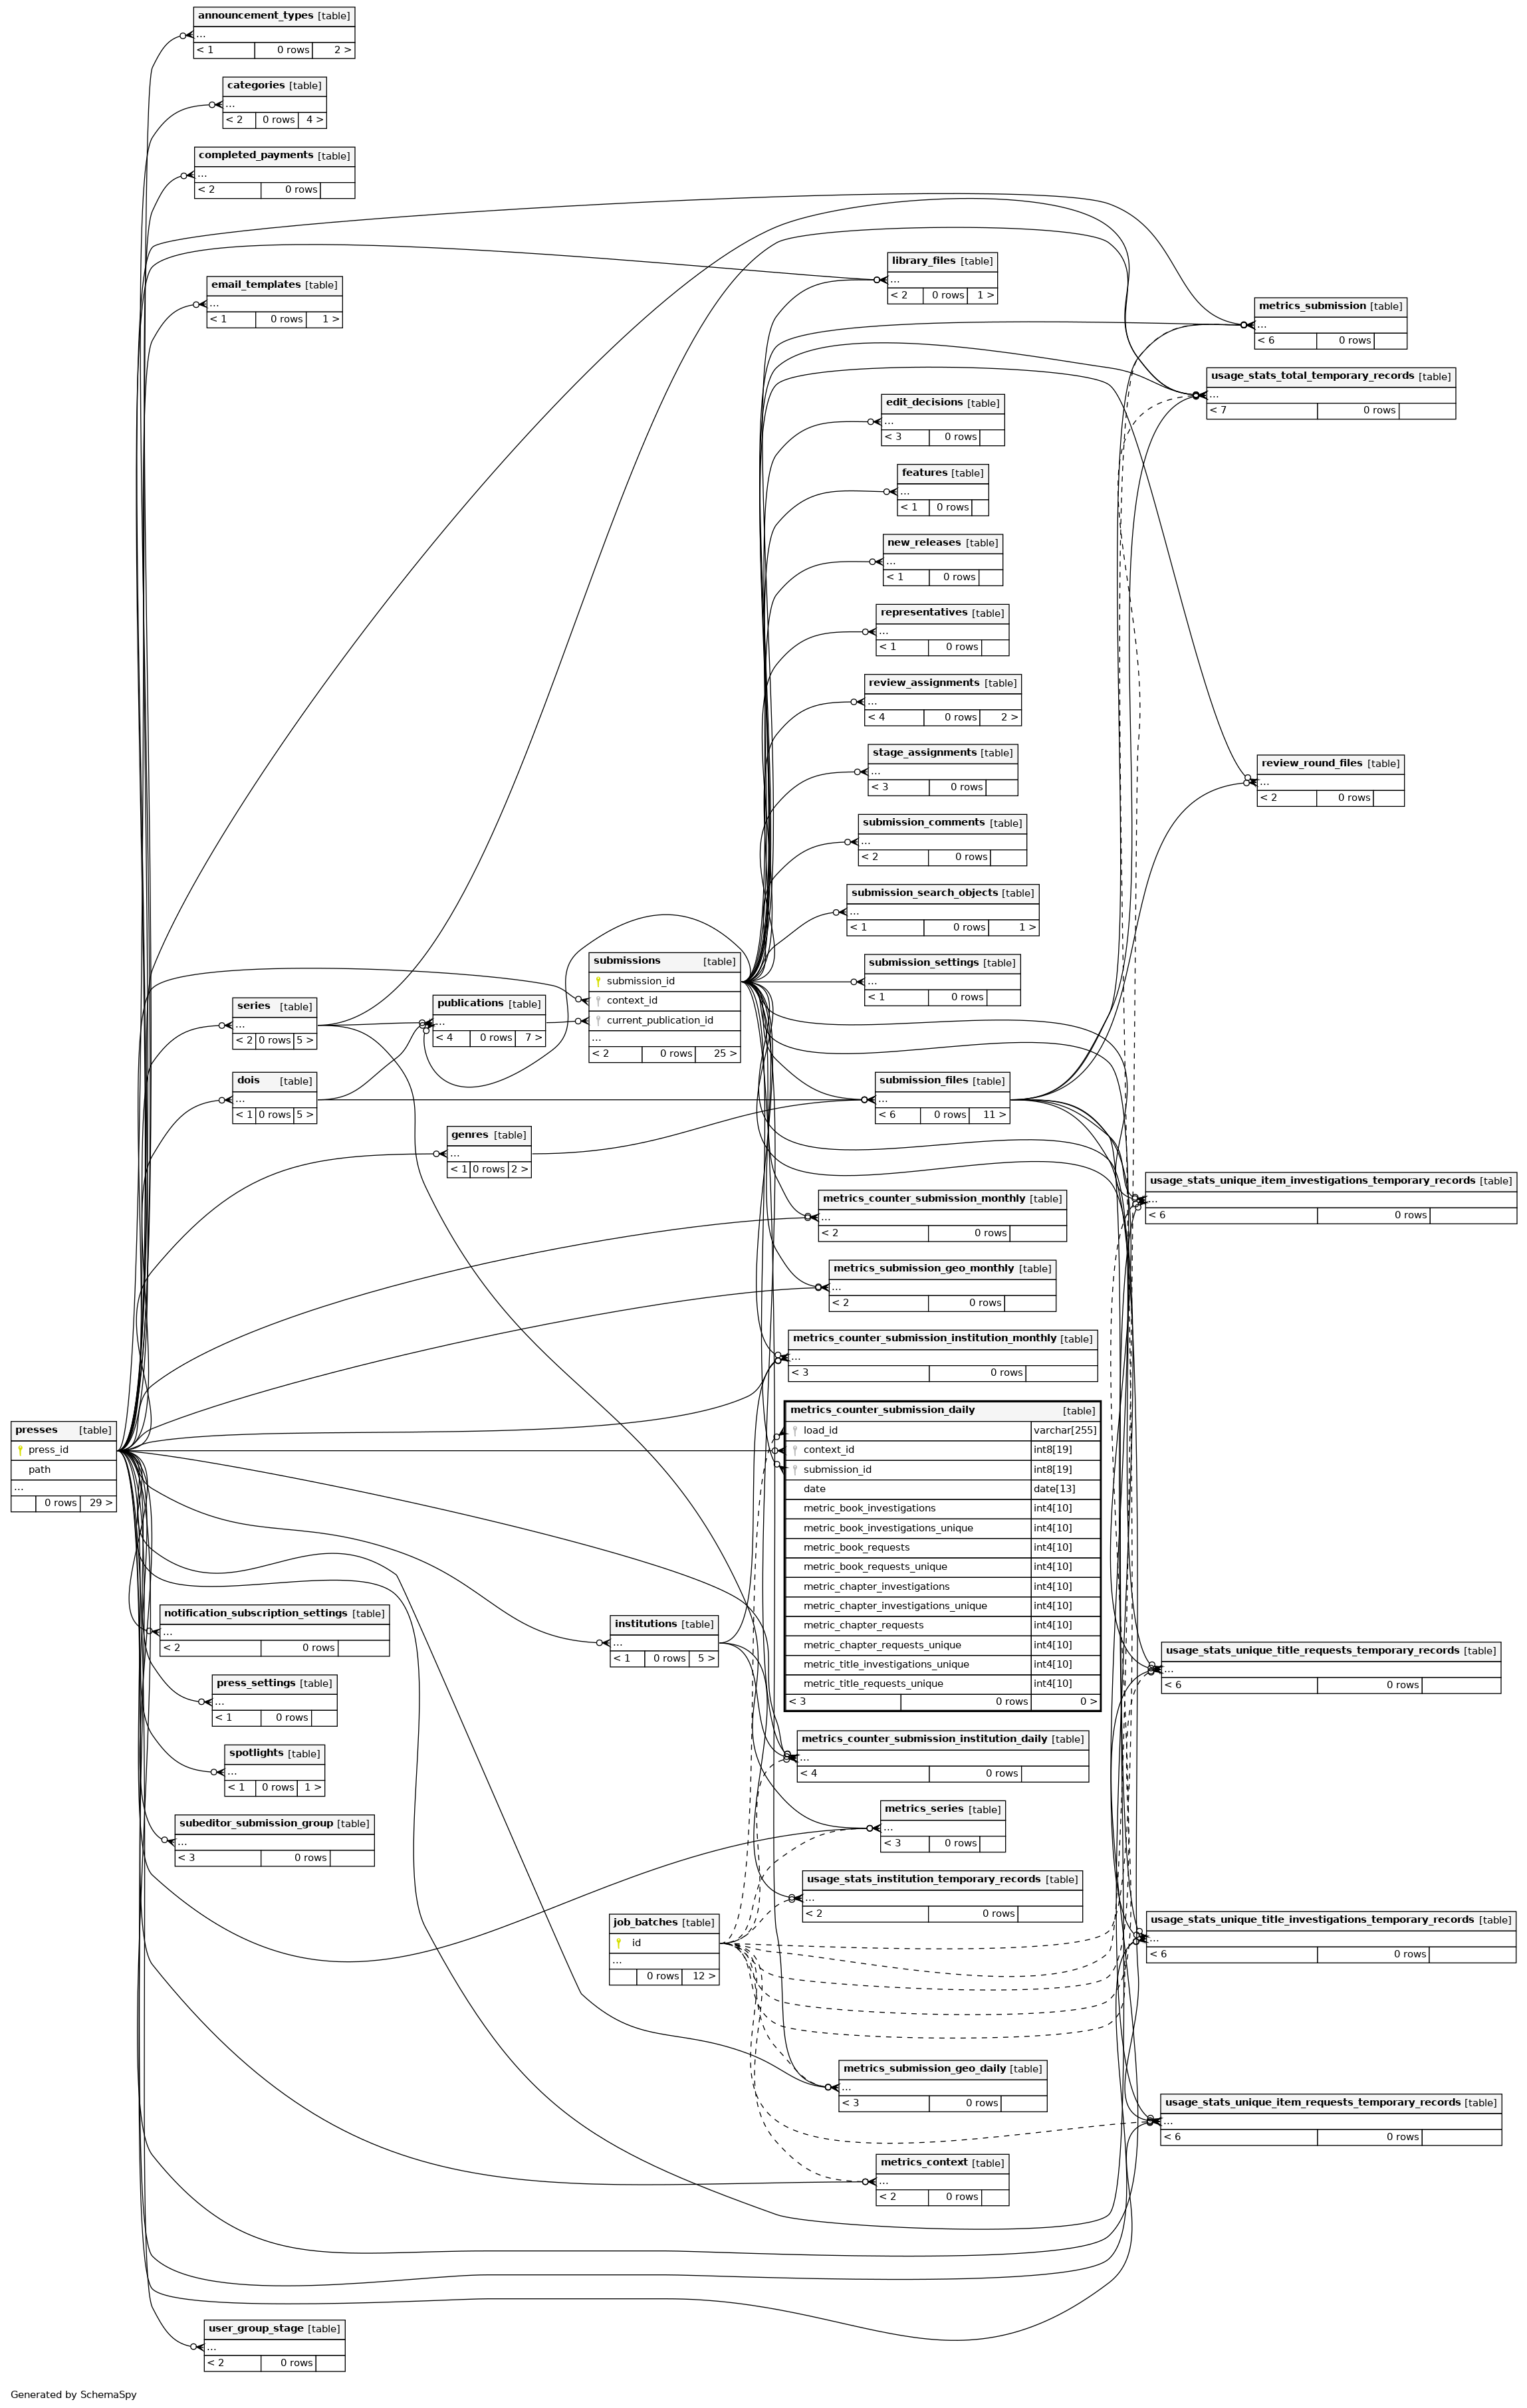 announcement_types [table]
...
< 1 0 rows 2 >
categories [table]
...
< 2 0 rows 4 >
completed_payments [table]
...
< 2 0 rows
email_templates [table]
...
< 1 0 rows 1 >
library_files [table]
...
< 2 0 rows 1 >
metrics_submission [table]
...
< 6 0 rows
usage_stats_total_temporary_records [table]
...
< 7 0 rows
edit_decisions [table]
...
< 3 0 rows
features [table]
...
< 1 0 rows
new_releases [table]
...
< 1 0 rows
representatives [table]
...
< 1 0 rows
review_assignments [table]
...
< 4 0 rows 2 >
stage_assignments [table]
...
< 3 0 rows
review_round_files [table]
...
< 2 0 rows
submission_comments [table]
...
< 2 0 rows
submission_search_objects [table]
...
< 1 0 rows 1 >
submission_settings [table]
...
< 1 0 rows
submissions [table]
submission_id
context_id
current_publication_id
...
< 2 0 rows 25 >
series [table]
...
< 2 0 rows 5 >
publications [table]
...
< 4 0 rows 7 >
dois [table]
...
< 1 0 rows 5 >
submission_files [table]
...
< 6 0 rows 11 >
genres [table]
...
< 1 0 rows 2 >
usage_stats_unique_item_investigations_temporary_records [table]
...
< 6 0 rows
metrics_counter_submission_monthly [table]
...
< 2 0 rows
metrics_submission_geo_monthly [table]
...
< 2 0 rows
metrics_counter_submission_institution_monthly [table]
...
< 3 0 rows
presses [table]
press_id
path
...
0 rows 29 >
metrics_counter_submission_daily [table]
load_id varchar[255]
context_id int8[19]
submission_id int8[19]
date date[13]
metric_book_investigations int4[10]
metric_book_investigations_unique int4[10]
metric_book_requests int4[10]
metric_book_requests_unique int4[10]
metric_chapter_investigations int4[10]
metric_chapter_investigations_unique int4[10]
metric_chapter_requests int4[10]
metric_chapter_requests_unique int4[10]
metric_title_investigations_unique int4[10]
metric_title_requests_unique int4[10]
< 3 0 rows 0 >
notification_subscription_settings [table]
...
< 2 0 rows
institutions [table]
...
< 1 0 rows 5 >
usage_stats_unique_title_requests_temporary_records [table]
...
< 6 0 rows
press_settings [table]
...
< 1 0 rows
spotlights [table]
...
< 1 0 rows 1 >
metrics_counter_submission_institution_daily [table]
...
< 4 0 rows
subeditor_submission_group [table]
...
< 3 0 rows
metrics_series [table]
...
< 3 0 rows
usage_stats_institution_temporary_records [table]
...
< 2 0 rows
job_batches [table]
id
...
0 rows 12 >
usage_stats_unique_title_investigations_temporary_records [table]
...
< 6 0 rows
metrics_submission_geo_daily [table]
...
< 3 0 rows
usage_stats_unique_item_requests_temporary_records [table]
...
< 6 0 rows
metrics_context [table]
...
< 2 0 rows
user_group_stage [table]
...
< 2 0 rows
Generated by SchemaSpy